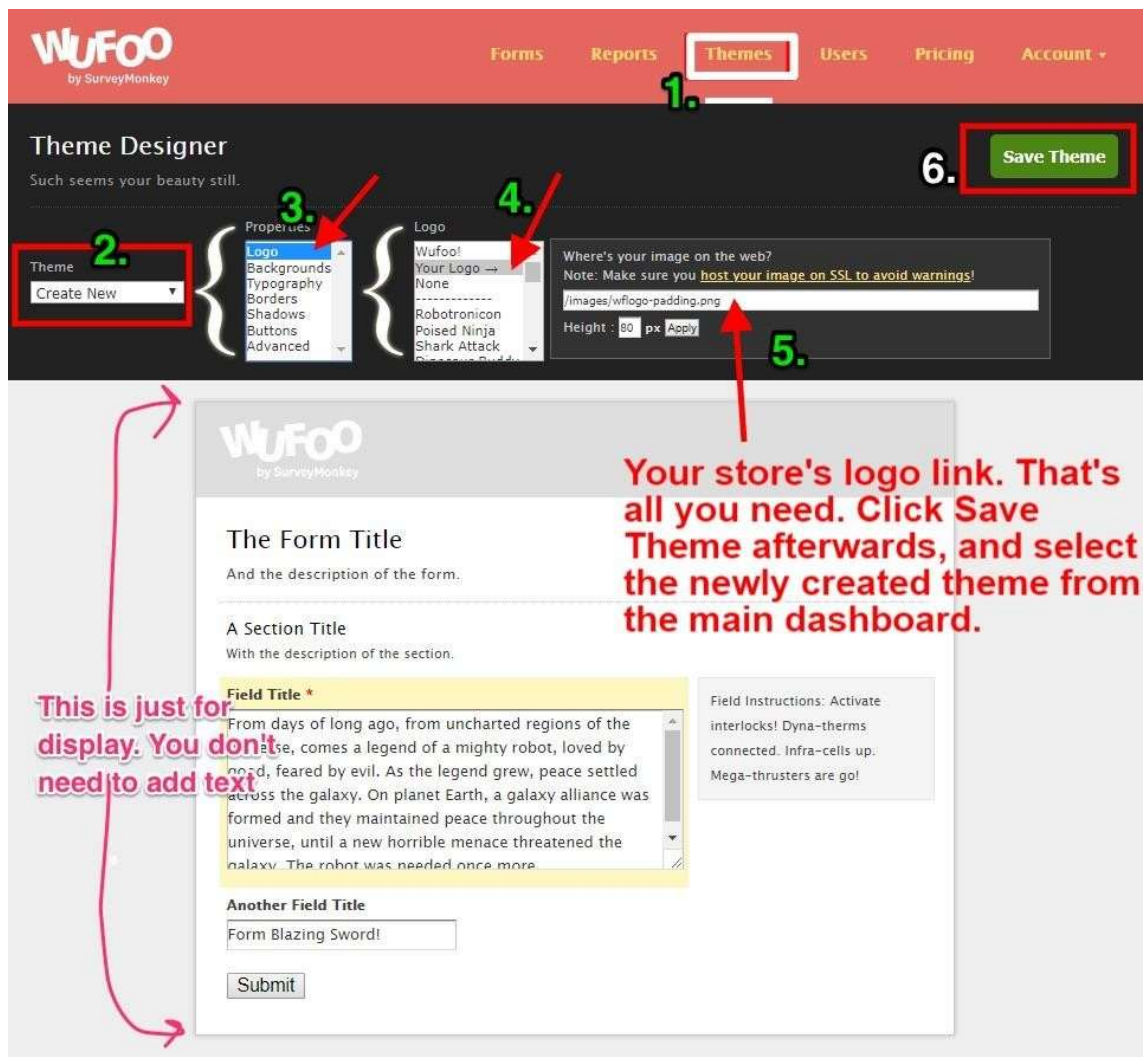 WUFOO
by SurveyMonkey
Forms Reports Themes Users Pricing Account
1.
Theme Designer
Such seems your beauty still.
6. Save Theme
2.
Theme
Create New
3.
Properties
Logo
Backgrounds
Typography
Borders
Shadows
Buttons
Advanced
4.
Logo
Wufoo!
Your Logo →
None
-------------
Robotronicon
Poised Ninja
Shark Attack
Where's your image on the web?
Note: Make sure you host your image on SSL to avoid warnings!
/images/wflogo-padding.png
Height : 80 px Apply
5.
Your store's logo link. That's
all you need. Click Save
Theme afterwards, and select
the newly created theme from
the main dashboard.
WUFOO
by SurveyMonkey
The Form Title
And the description of the form.
A Section Title
With the description of the section.
This is just for
display. You don't
need to add text
Field Title *
From days of long ago, from uncharted regions of the
comes a legend of a mighty robot, loved by
feared by evil. As the legend grew, peace settled
across the galaxy. On planet Earth, a galaxy alliance was
formed and they maintained peace throughout the
universe, until a new horrible menace threatened the
galaxy. The robot was needed once more.
Field Instructions: Activate
interlocks! Dyna-therms
connected. Infra-cells up.
Mega-thrusters are go!
Another Field Title
Form Blazing Sword!
Submit